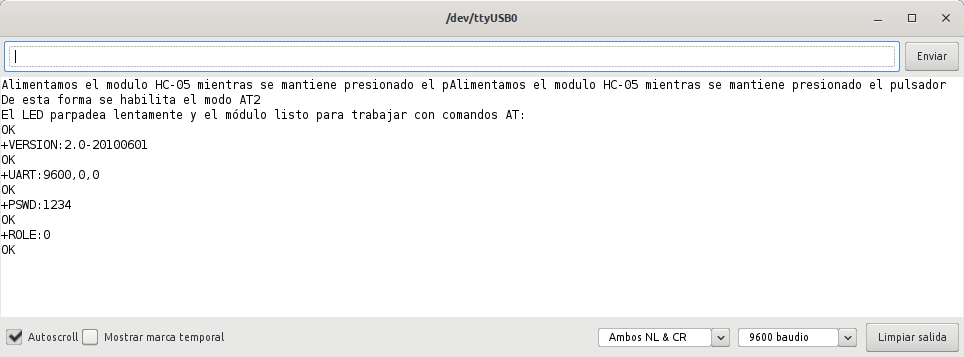 /dev/ttyUSB0
Enviar
Alimentamos el modulo HC-05 mientras se mantiene presionado el pAlimentamos el modulo HC-05 mientras se mantiene presionado el pulsador
De esta forma se habilita el modo AT2
El LED parpadea lentamente y el módulo listo para trabajar con comandos AT:
OK
+VERSION:2.0-20100601
OK
+UART:9600,0,0
OK
+PSWD:1234
OK
+ROLE:0
OK
Autoscroll Mostrar marca temporal Ambos NL & CR 9600 baudio Limpiar salida